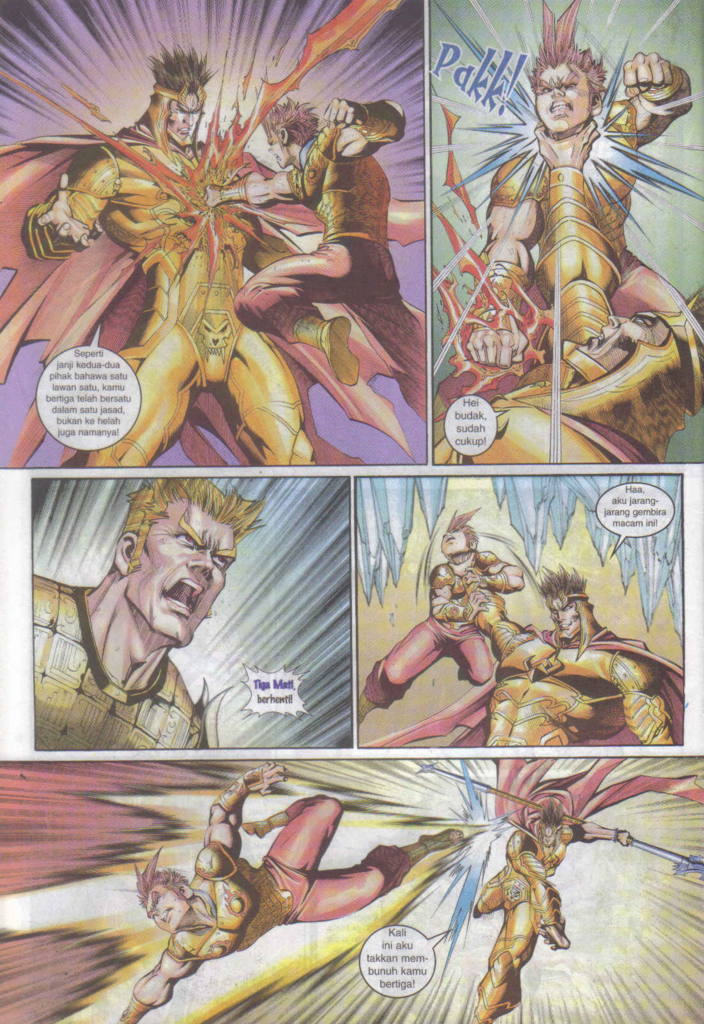 Seperti
janji kedua-dua
pihak bahawa satu
lawan satu, kamu
bertiga telah bersatu
dalam satu jasad,
bukan ke helah
juga namanya!
Pakk!
Hei
budak,
sudah
cukup!
Tiga Mati,
berhenti!
Haa,
aku jarang-
jarang gembira
macam ini!
Kali
ini aku
takkan mem-
bunuh kamu
bertiga!